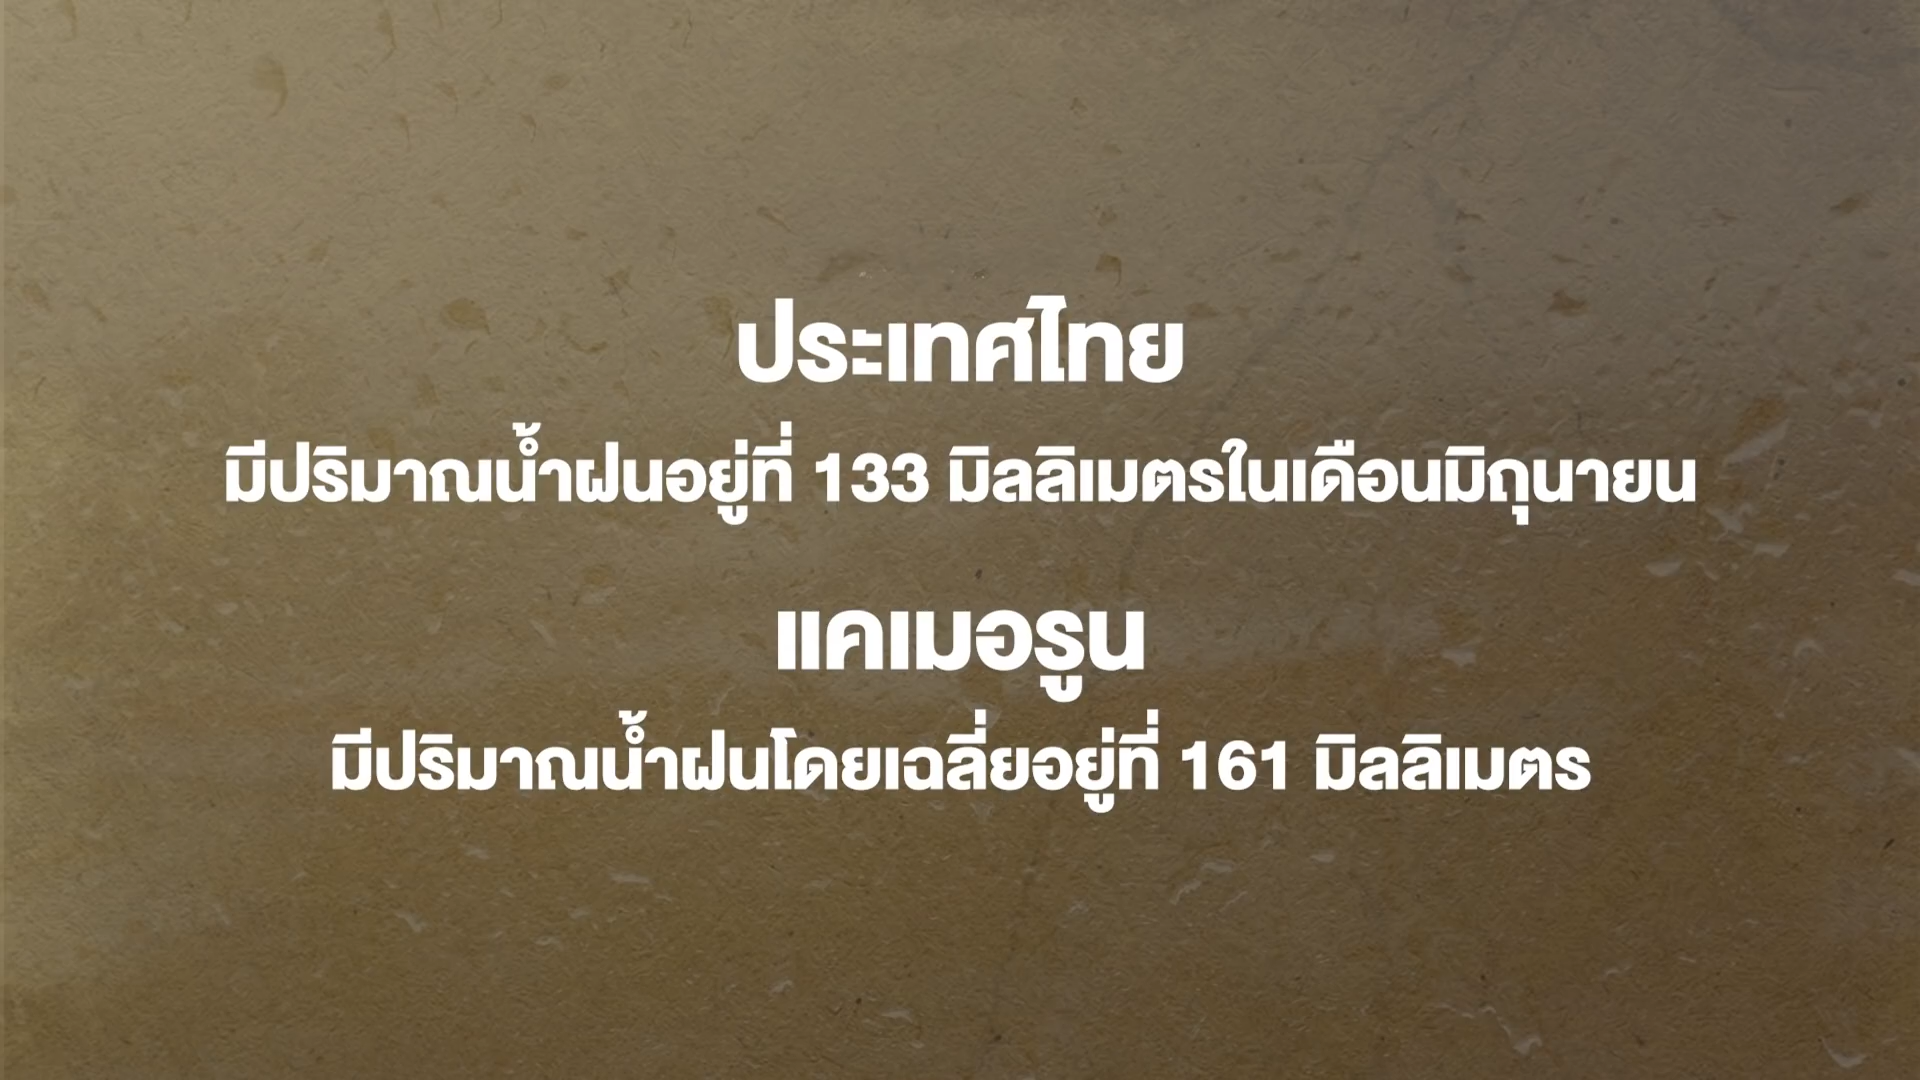 ประเทศไทย
มีปริมาณน้ำฝนอยู่ที่ 133 มิลลิเมตรในเดือนมิถุนายน
แคเมอรูน
มีปริมาณน้ำฝนโดยเฉลี่ยอยู่ที่ 161 มิลลิเมตร